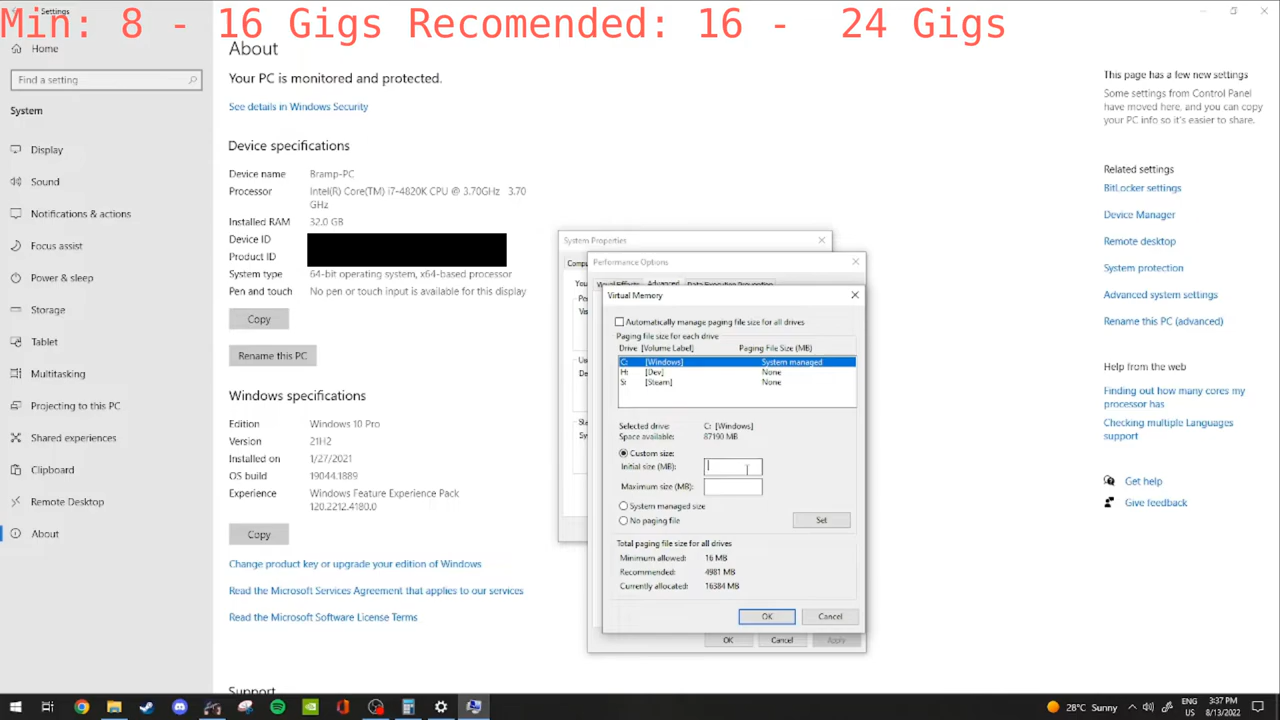 Settings
Min: 8 - 16 Gigs Recomended: 16 - 24 Gigs
Home
Find a setting
System
Display
Sound
Notifications & actions
Focus assist
Power & sleep
Storage
Tablet
Multitasking
Projecting to this PC
Shared experiences
Clipboard
Remote Desktop
About
About
Your PC is monitored and protected.
See details in Windows Security
Device specifications
Device name Bramp-PC
Processor Intel(R) Core(TM) i7-4820K CPU @ 3.70GHz 3.70
GHz
Installed RAM 32.0 GB
Device ID
Product ID
System type 64-bit operating system, x64-based processor
Pen and touch No pen or touch input is available for this display
Copy
Rename this PC
Windows specifications
Edition Windows 10 Pro
Version 21H2
Installed on 1/27/2021
OS build 19044.1889
Experience Windows Feature Experience Pack
120.2212.4180.0
Copy
Change product key or upgrade your edition of Windows
Read the Microsoft Services Agreement that applies to our services
Read the Microsoft Software License Terms
Support
System Properties
Performance Options
Visual Effects Advanced Data Execution Prevention
Virtual Memory
Automatically manage paging file size for all drives
Paging file size for each drive
Drive [Volume Label] Paging File Size (MB)
C: [Windows] System managed
H: [Dev] None
S: [Steam] None
Selected drive: C: [Windows]
Space available: 87190 MB
Custom size:
Initial size (MB):
Maximum size (MB):
System managed size
No paging file
Set
Total paging file size for all drives
Minimum allowed: 16 MB
Recommended: 4981 MB
Currently allocated: 16384 MB
OK Cancel
OK Cancel Apply
This page has a few new settings
Some settings from Control Panel
have moved here, and you can copy
your PC info so it's easier to share.
Related settings
BitLocker settings
Device Manager
Remote desktop
System protection
Advanced system settings
Rename this PC (advanced)
Help from the web
Finding out how many cores my
processor has
Checking multiple Languages
support
Get help
Give feedback
28°C Sunny
ENG
US
3:37 PM
8/13/2022